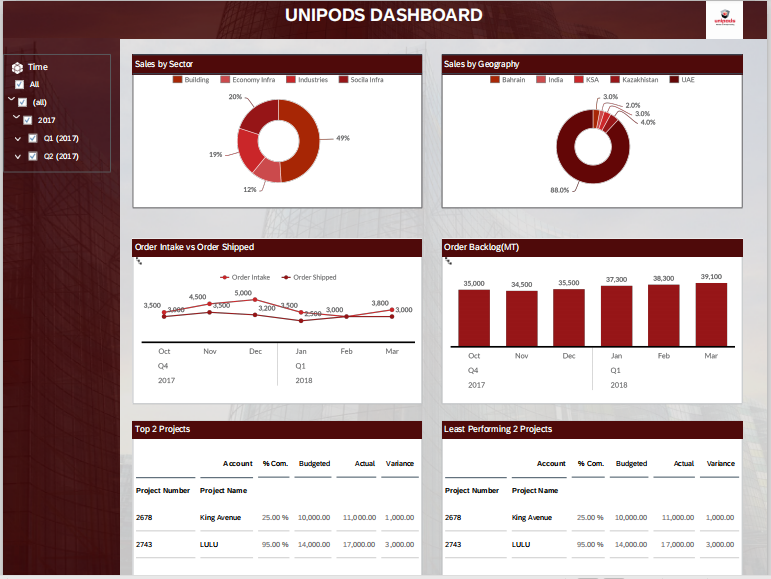 UNIPODS DASHBOARD
unipods
Time
All
(all)
2017
Q1 (2017)
Q2 (2017)
Sales by Sector
Building Economy Infra Industries Socila Infra
20%
49%
19%
12%
Sales by Geography
Bahrain India KSA Kazakhstan UAE
3.0%
2.0%
3.0%
4.0%
88.0%
Order Intake vs Order Shipped
Order Intake Order Shipped
3,500 3,000 4,500 3,500 5,000 3,200 3,500 2,500 3,000 3,800 3,000
Oct Nov Dec Jan Feb Mar
Q4 Q1
2017 2018
Order Backlog(MT)
35,000 34,500 35,500 37,300 38,300 39,100
Oct Nov Dec Jan Feb Mar
Q4 Q1
2017 2018
Top 2 Projects
Account % Com. Budgeted Actual Variance
Project Number Project Name
2678 King Avenue 25.00 % 10,000.00 11,000.00 1,000.00
2743 LULU 95.00 % 14,000.00 17,000.00 3,000.00
Least Performing 2 Projects
Account % Com. Budgeted Actual Variance
Project Number Project Name
2678 King Avenue 25.00 % 10,000.00 11,000.00 1,000.00
2743 LULU 95.00 % 14,000.00 17,000.00 3,000.00